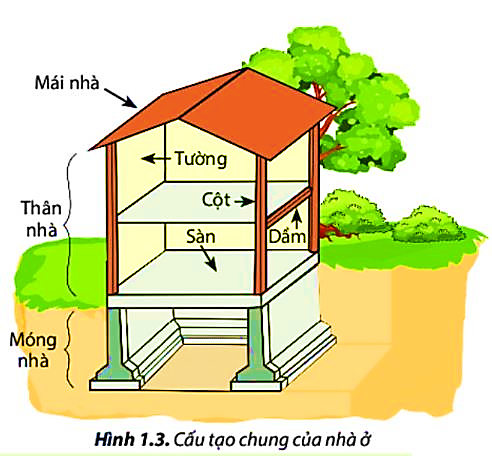 Mái nhà
Tường
Thân
nhà
Cột
Sàn
Dầm
Móng
nhà
Hình 1.3. Cấu tạo chung của nhà ở